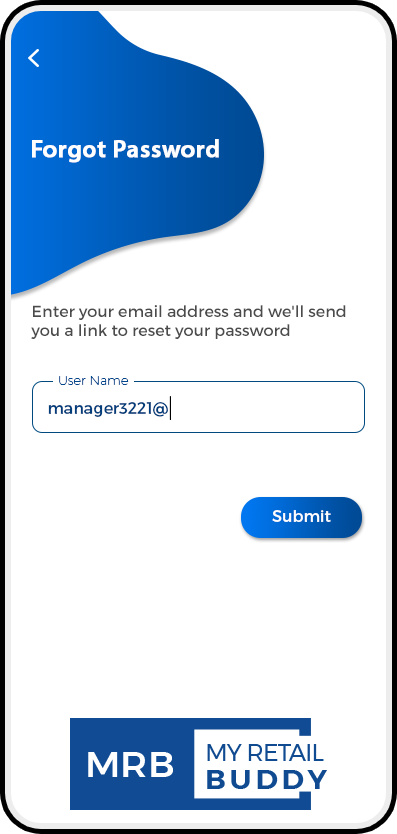 Forgot Password
Enter your email address and we'll send
you a link to reset your password
User Name
manager3221@
Submit
MRB
MY RETAIL
BUDDY